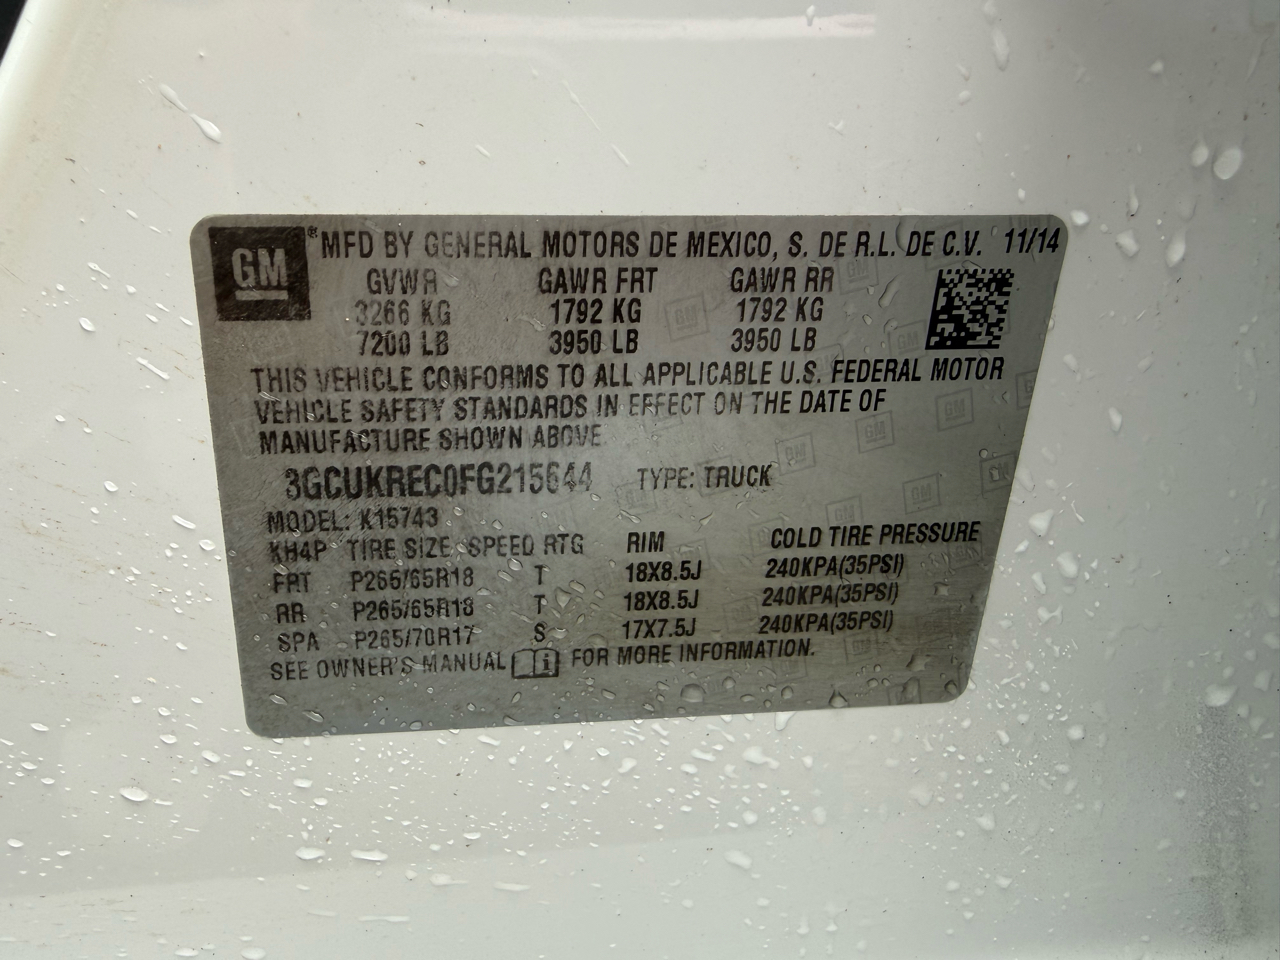 GM ® MFD BY GENERAL MOTORS DE MEXICO, S. DE R.L. DE C.V. 11/14
GVWR GAWR FRT GAWR RR
3266 KG 1792 KG 1792 KG
7200 LB 3950 LB 3950 LB
THIS VEHICLE CONFORMS TO ALL APPLICABLE U.S. FEDERAL MOTOR
VEHICLE SAFETY STANDARDS IN EFFECT ON THE DATE OF
MANUFACTURE SHOWN ABOVE
3GCUKREC0FG215644 TYPE: TRUCK
MODEL: K15743
KH4P TIRE SIZE SPEED RTG RIM COLD TIRE PRESSURE
FRT P265/65R18 T 18X8.5J 240KPA(35PSI)
RR P265/65R18 T 18X8.5J 240KPA(35PSI)
SPA P265/70R17 S 17X7.5J 240KPA(35PSI)
SEE OWNER'S MANUAL FOR MORE INFORMATION.